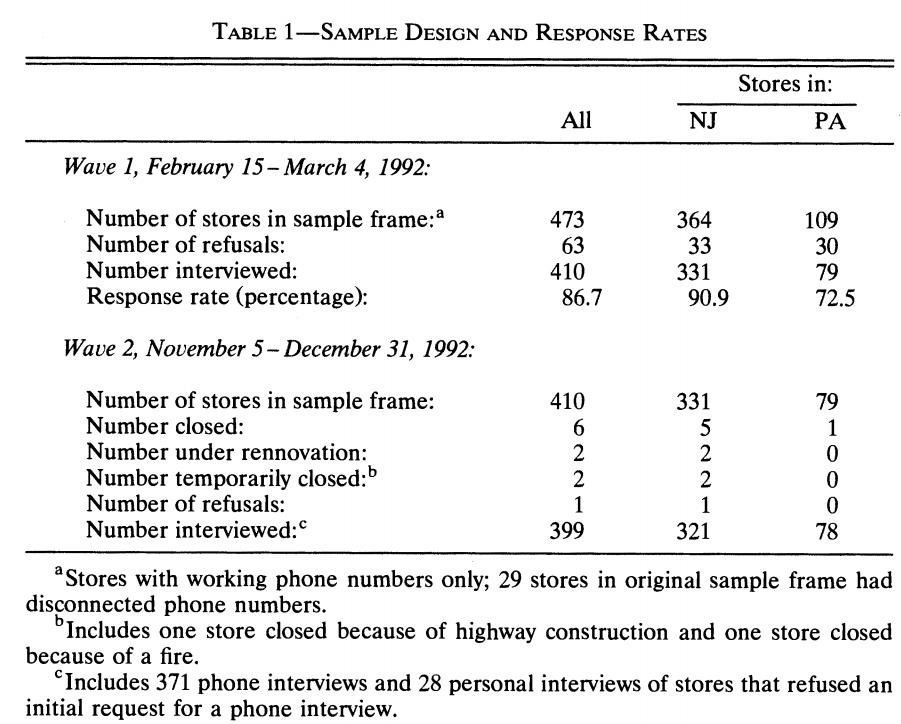 TABLE 1—SAMPLE DESIGN AND RESPONSE RATES
Stores in:
All NJ PA
Wave 1, February 15–March 4, 1992:
Number of stores in sample frame:ᵃ 473 364 109
Number of refusals: 63 33 30
Number interviewed: 410 331 79
Response rate (percentage): 86.7 90.9 72.5
Wave 2, November 5–December 31, 1992:
Number of stores in sample frame: 410 331 79
Number closed: 6 5 1
Number under rennovation: 2 2 0
Number temporarily closed:ᵇ 2 2 0
Number of refusals: 1 1 0
Number interviewed:ᶜ 399 321 78
ᵃStores with working phone numbers only; 29 stores in original sample frame had
disconnected phone numbers.
ᵇIncludes one store closed because of highway construction and one store closed
because of a fire.
ᶜIncludes 371 phone interviews and 28 personal interviews of stores that refused an
initial request for a phone interview.